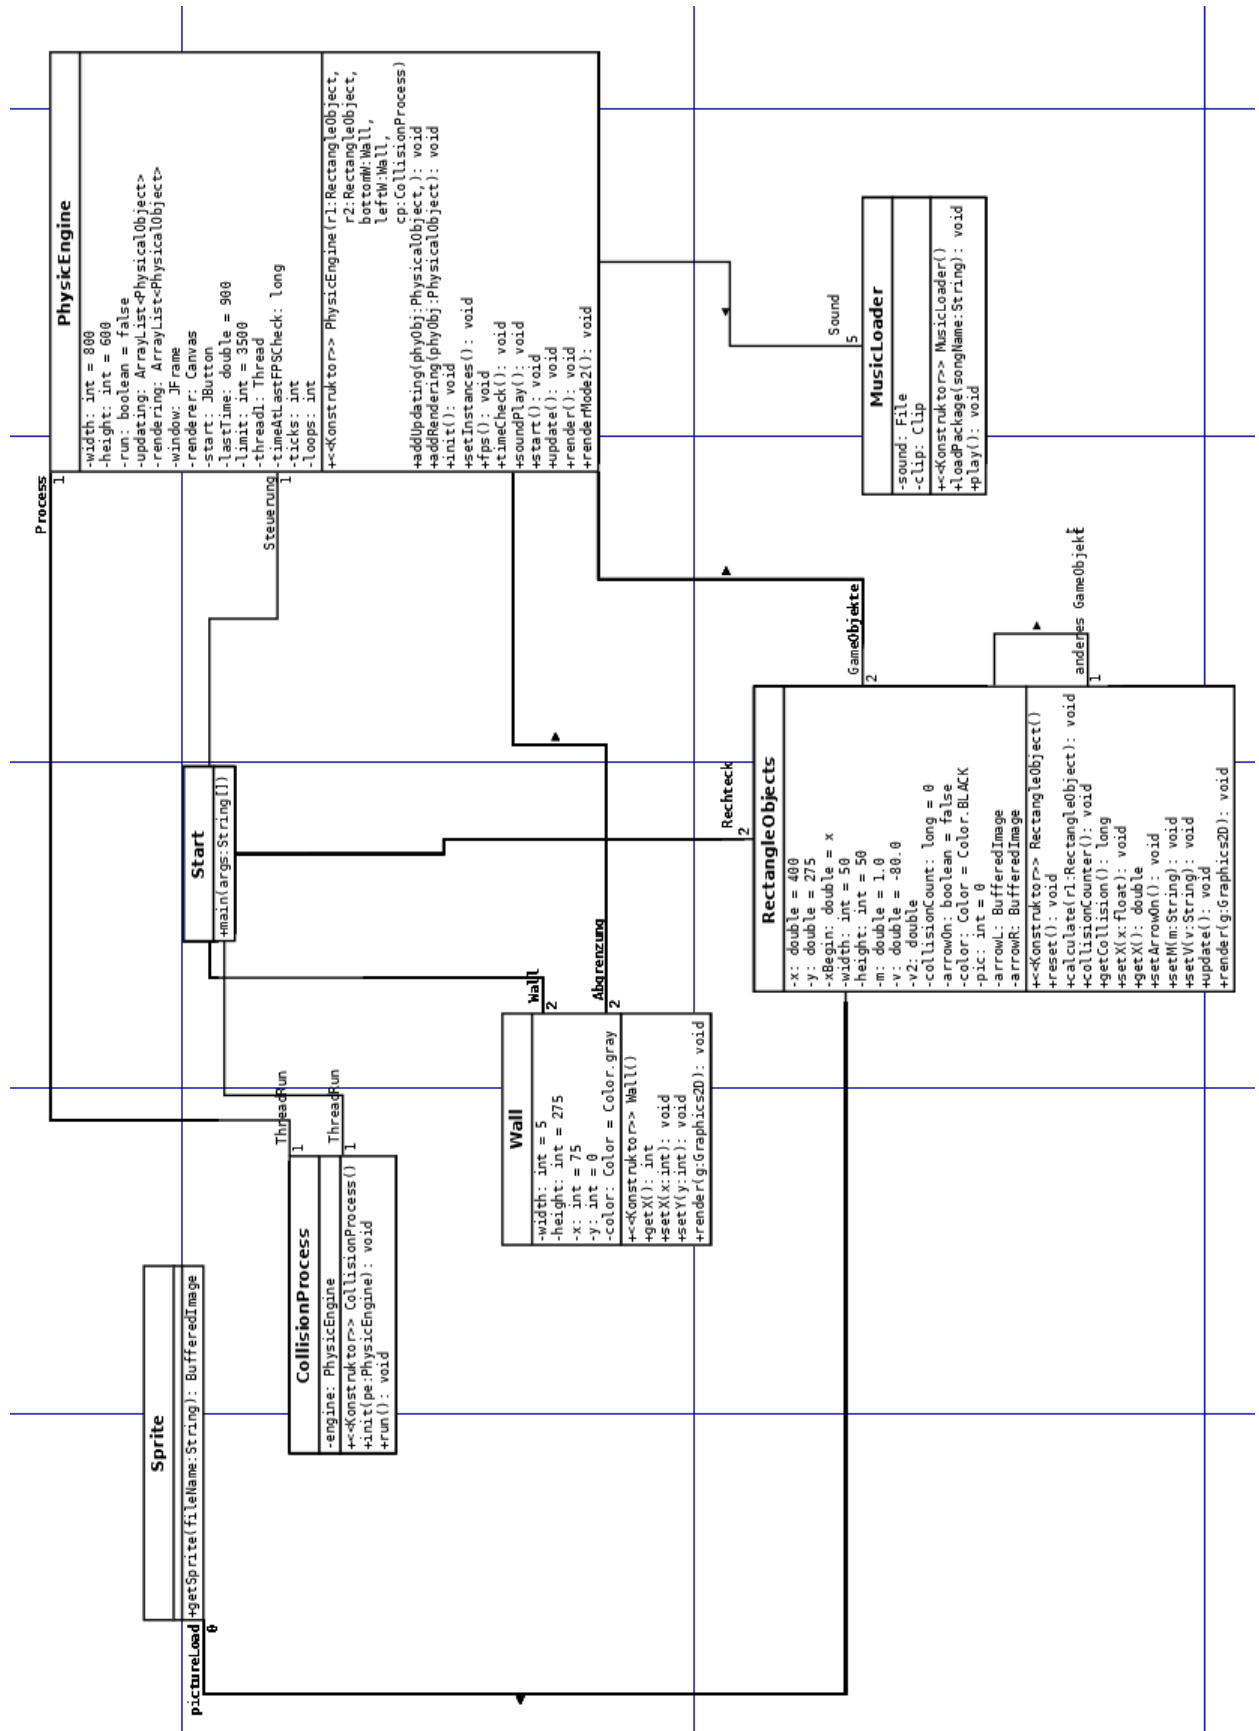 Sprite
+getSprite(fileName:String): BufferedImage
pictureLoad
0
CollisionProcess
-engine: PhysicEngine
+<<Konstruktor>> CollisionProcess()
+init(pe:PhysicEngine): void
+run(): void
ThreadRun
1
ThreadRun
1
Start
+main(args:String[])
Process
1
Steuerung
1
PhysicEngine
-width: int = 800
-height: int = 600
-run: boolean = false
-updating: ArrayList<PhysicalObject>
-rendering: ArrayList<PhysicalObject>
-window: JFrame
-renderer: Canvas
-start: JButton
-lastTime: double = 900
-limit: int = 3500
-thread1: Thread
-timeAtLastFPSCheck: long
-ticks: int
-loops: int
+<<Konstruktor>> PhysicEngine(r1:RectangleObject,
r2:RectangleObject,
bottomW:Wall,
leftW:Wall,
cp:CollisionProcess)
+addUpdating(phyObj:PhysicalObject,): void
+addRendering(phyObj:PhysicalObject): void
+init(): void
+setInstances(): void
+fps(): void
+timeCheck(): void
+soundPlay(): void
+start(): void
+update(): void
+render(): void
+renderMode2(): void
Wall
2
Abgrenzung
2
Wall
-width: int = 5
-height: int = 275
-x: int = 75
-y: int = 0
-color: Color = Color.gray
+<<Konstruktor>> Wall()
+getX(): int
+setX(x:int): void
+setY(y:int): void
+render(g:Graphics2D): void
Rechteck
2
GameObjekte
2
RectangleObjects
-x: double = 400
-y: double = 275
-xBegin: double = x
-width: int = 50
-height: int = 50
-m: double = 1.0
-v: double = -80.0
-v2: double
-collisionCount: long = 0
-arrowOn: boolean = false
-color: Color = Color.BLACK
-pic: int = 0
-arrowL: BufferedImage
-arrowR: BufferedImage
+<<Konstruktor>> RectangleObject()
+reset(): void
+calculate(r1:RectangleObject): void
+collisionCounter(): void
+getCollision(): long
+setX(x:float): void
+getX(): double
+setArrowOn(): void
+setM(m:String): void
+setV(v:String): void
+update(): void
+render(g:Graphics2D): void
anderes GameObjekt
1
Sound
5
MusicLoader
-sound: File
-clip: Clip
+<<Konstruktor>> MusicLoader()
+loadPackage(songName:String): void
+play(): void